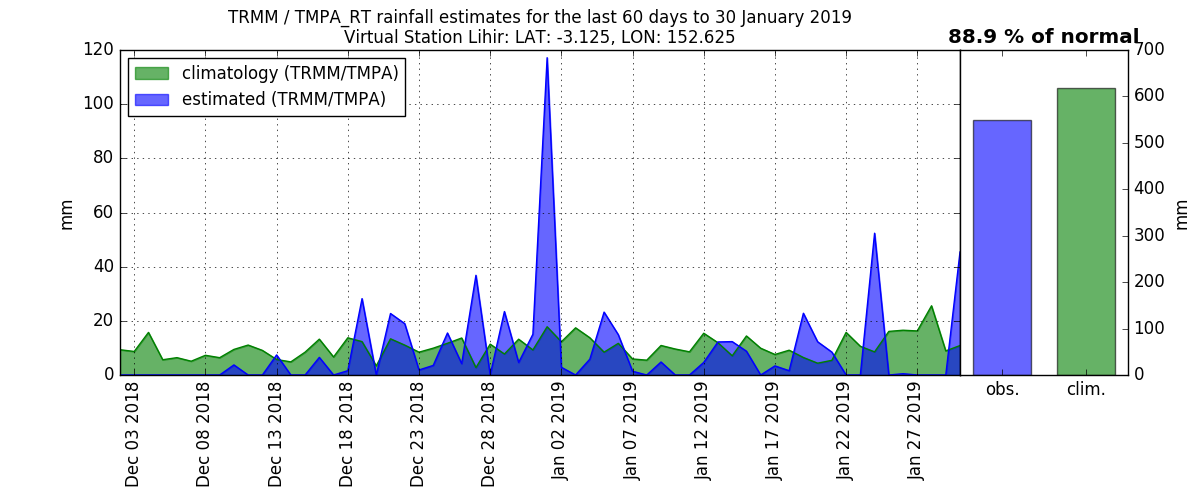 TRMM / TMPA_RT rainfall estimates for the last 60 days to 30 January 2019
Virtual Station Lihir: LAT: -3.125, LON: 152.625
88.9 % of normal
climatology (TRMM/TMPA)
estimated (TRMM/TMPA)
120
100
80
60
40
20
0
mm
700
600
500
400
300
200
100
0
mm
Dec 03 2018
Dec 08 2018
Dec 13 2018
Dec 18 2018
Dec 23 2018
Dec 28 2018
Jan 02 2019
Jan 07 2019
Jan 12 2019
Jan 17 2019
Jan 22 2019
Jan 27 2019
obs.
clim.